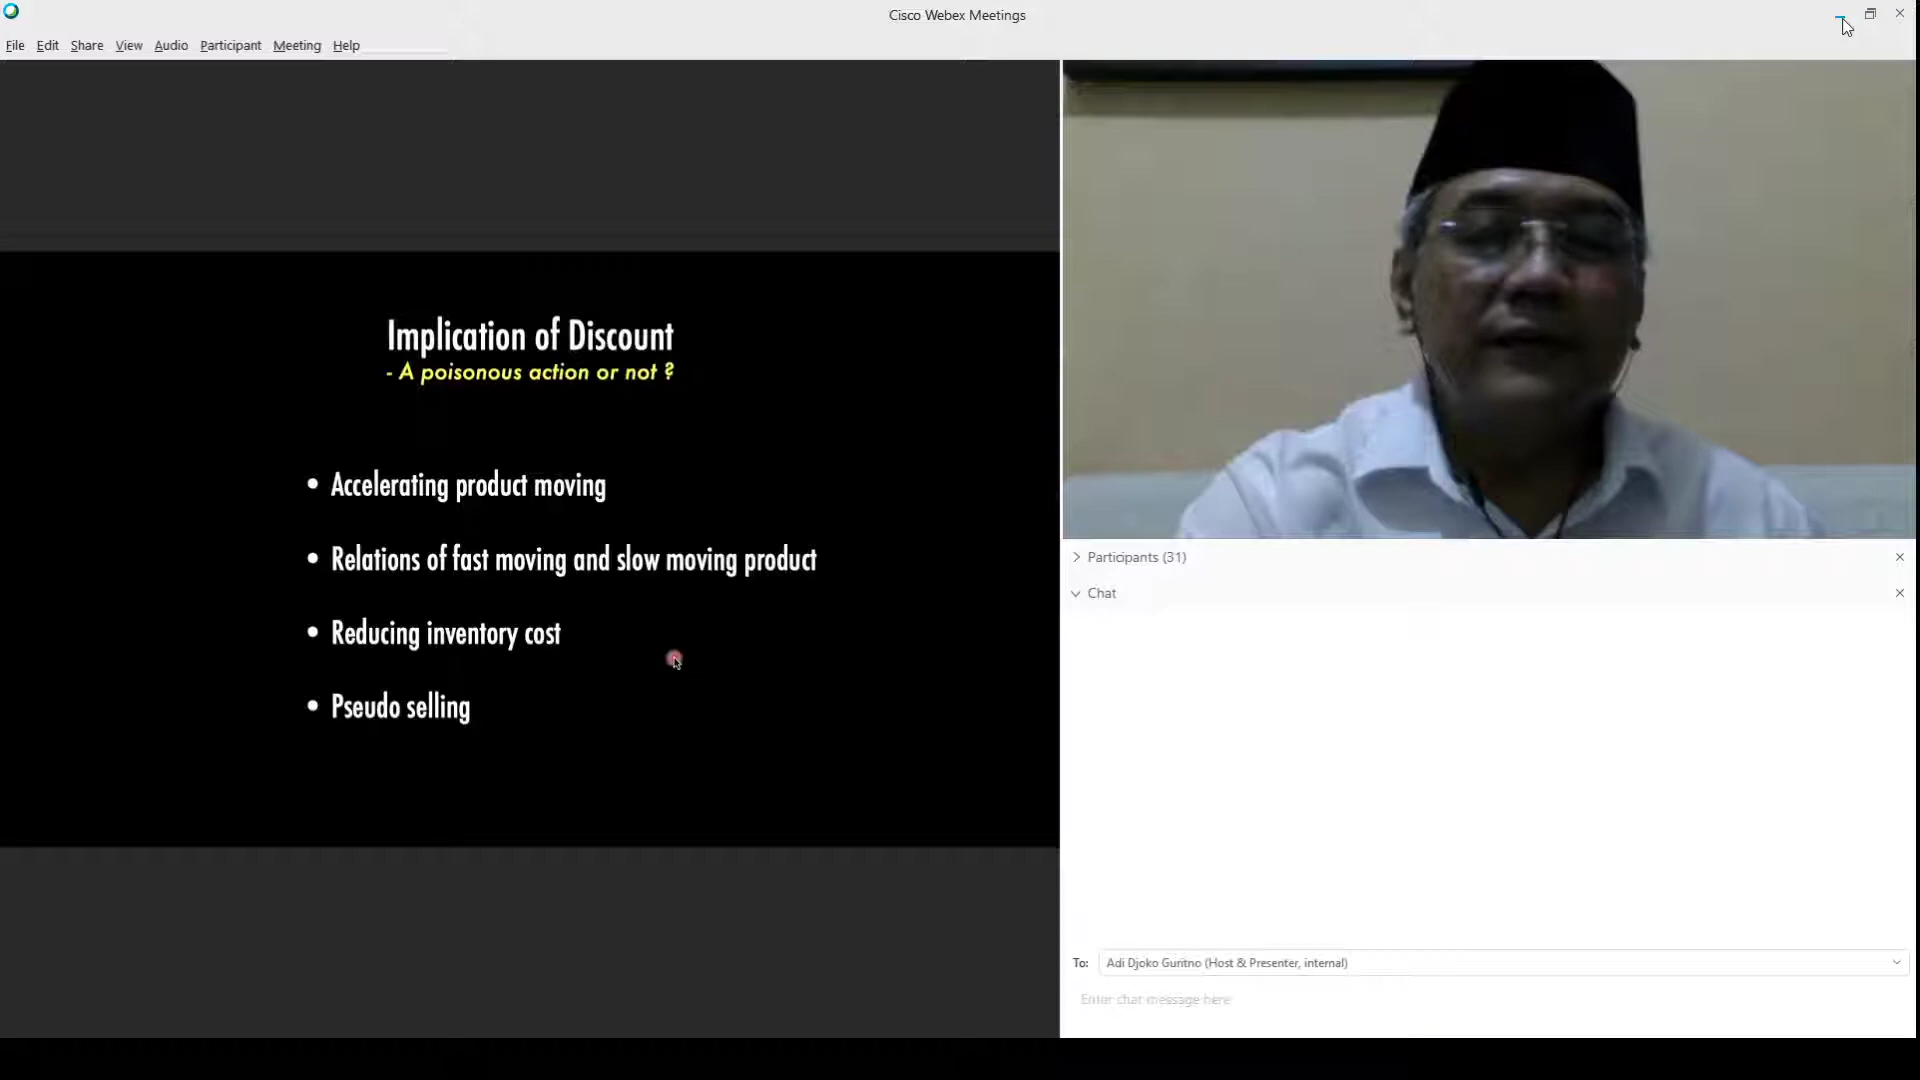 Cisco Webex Meetings
File Edit Share View Audio Participant Meeting Help
Implication of Discount
- A poisonous action or not ?
• Accelerating product moving
• Relations of fast moving and slow moving product
• Reducing inventory cost
• Pseudo selling
Participants (31)
Chat
To: Adi Djoko Guritno (Host & Presenter, internal)
Enter chat message here